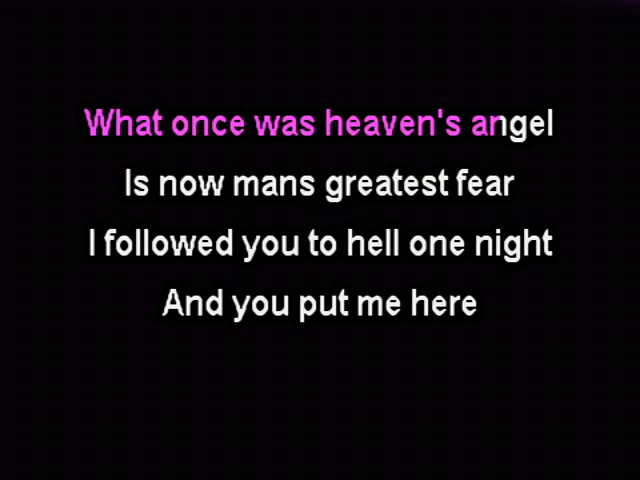 What once was heaven's angel
Is now mans greatest fear
I followed you to hell one night
And you put me here